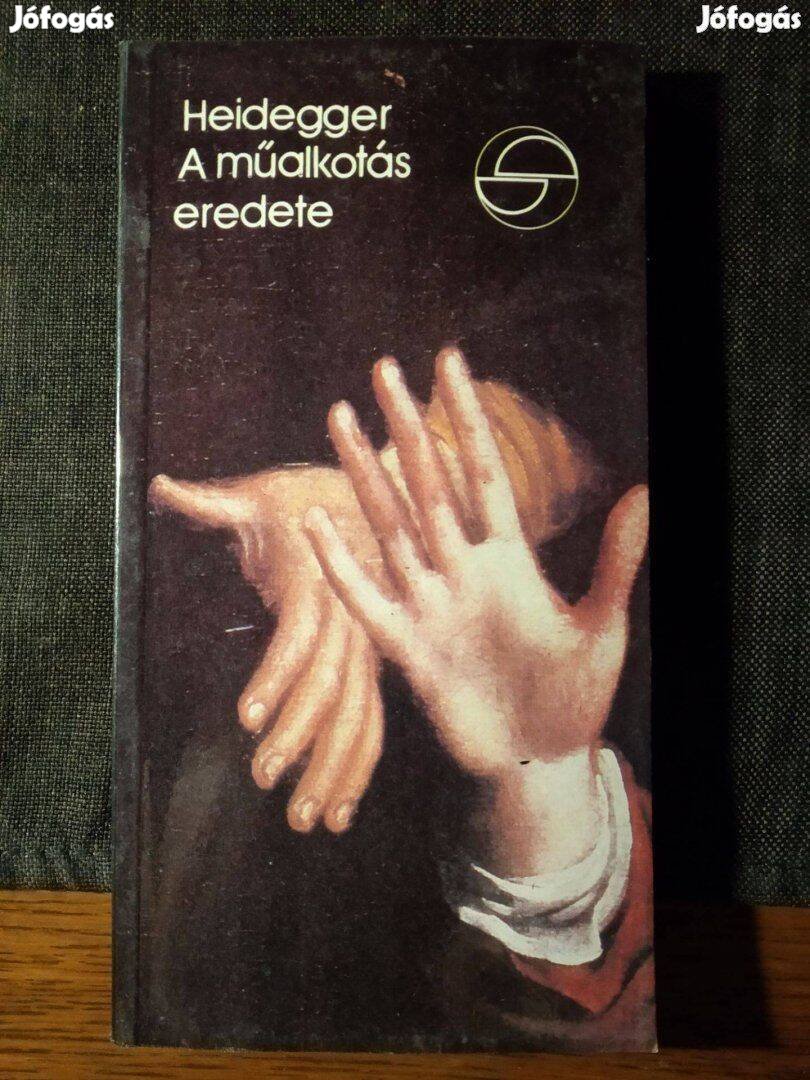 Jófogás
Jófogás
Heidegger
A műalkotás
eredete